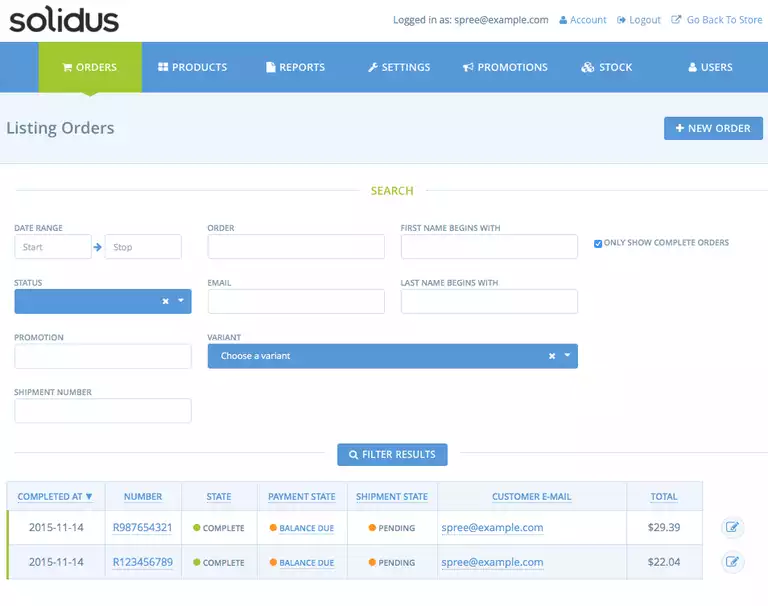 solidus
Logged in as: spree@example.com Account Logout Go Back To Store
ORDERS PRODUCTS REPORTS SETTINGS PROMOTIONS STOCK USERS
Listing Orders
NEW ORDER
SEARCH
DATE RANGE ORDER FIRST NAME BEGINS WITH
Start Stop ONLY SHOW COMPLETE ORDERS
STATUS EMAIL LAST NAME BEGINS WITH
PROMOTION VARIANT
Choose a variant
SHIPMENT NUMBER
FILTER RESULTS
COMPLETED AT ▼ NUMBER STATE PAYMENT STATE SHIPMENT STATE CUSTOMER E-MAIL TOTAL
2015-11-14 R987654321 COMPLETE BALANCE DUE PENDING spree@example.com $29.39
2015-11-14 R123456789 COMPLETE BALANCE DUE PENDING spree@example.com $22.04